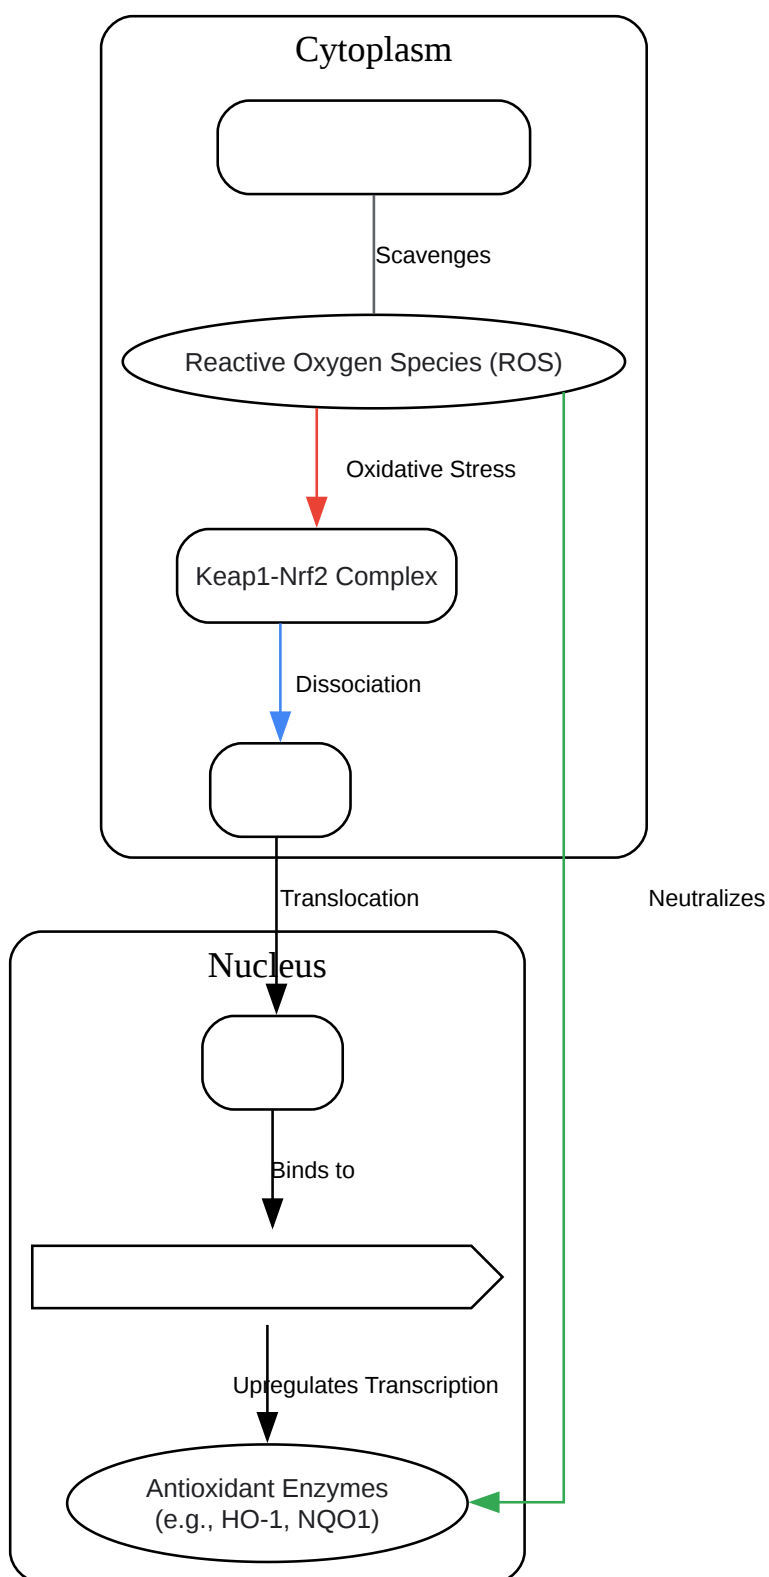 Cytoplasm
Scavenges
Reactive Oxygen Species (ROS)
Oxidative Stress
Keap1-Nrf2 Complex
Dissociation
Translocation
Neutralizes
Nucleus
Binds to
Upregulates Transcription
Antioxidant Enzymes
(e.g., HO-1, NQO1)